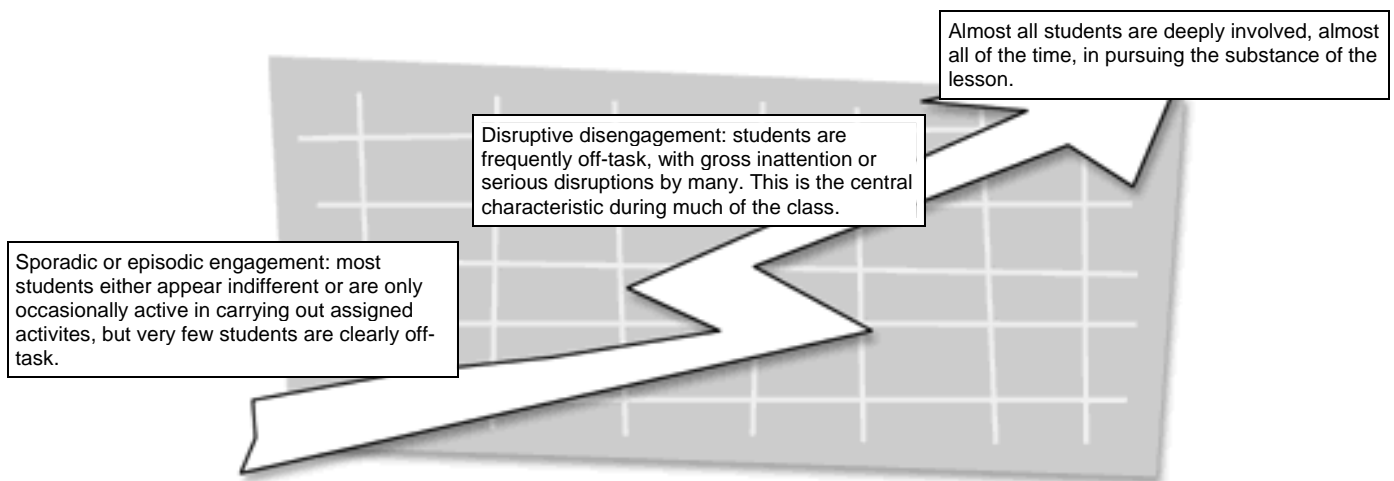 Almost all students are deeply involved, almost
all of the time, in pursuing the substance of the
lesson.
Disruptive disengagement: students are
frequently off-task, with gross inattention or
serious disruptions by many. This is the central
characteristic during much of the class.
Sporadic or episodic engagement: most
students either appear indifferent or are only
occasionally active in carrying out assigned
activites, but very few students are clearly off-
task.